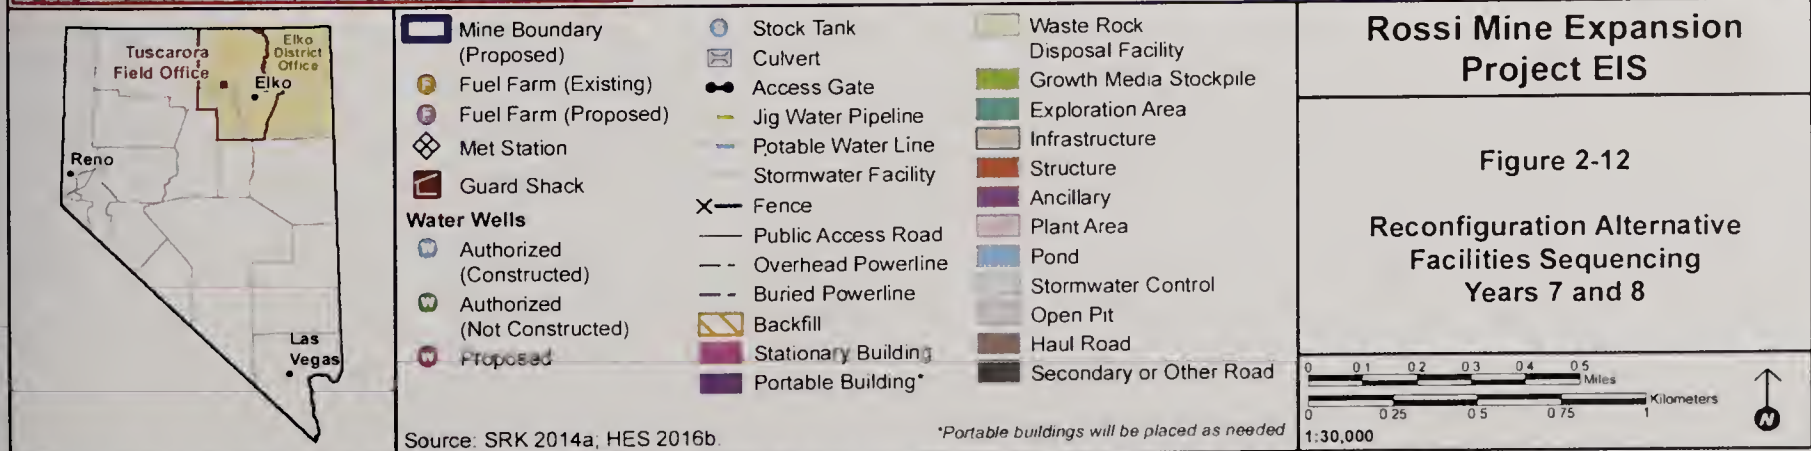 Tuscarora
Field Office
Elko
District
Office
Elko
Reno
Las
Vegas
Mine Boundary
(Proposed)
F Fuel Farm (Existing)
F Fuel Farm (Proposed)
Met Station
Guard Shack
Water Wells
W Authorized
(Constructed)
W Authorized
(Not Constructed)
W Proposed
Source: SRK 2014a; HES 2016b.
Stock Tank
Culvert
Access Gate
Jig Water Pipeline
Potable Water Line
Stormwater Facility
Fence
Public Access Road
Overhead Powerline
Buried Powerline
Backfill
Stationary Building
Portable Building*
Waste Rock
Disposal Facility
Growth Media Stockpile
Exploration Area
Infrastructure
Structure
Ancillary
Plant Area
Pond
Stormwater Control
Open Pit
Haul Road
Secondary or Other Road
*Portable buildings will be placed as needed
Rossi Mine Expansion
Project EIS
Figure 2-12
Reconfiguration Alternative
Facilities Sequencing
Years 7 and 8
0 0 1 0 2 0 3 0 4 0 5
Miles
Kilometers
0 0 25 0 5 0 75 1
1:30,000
N